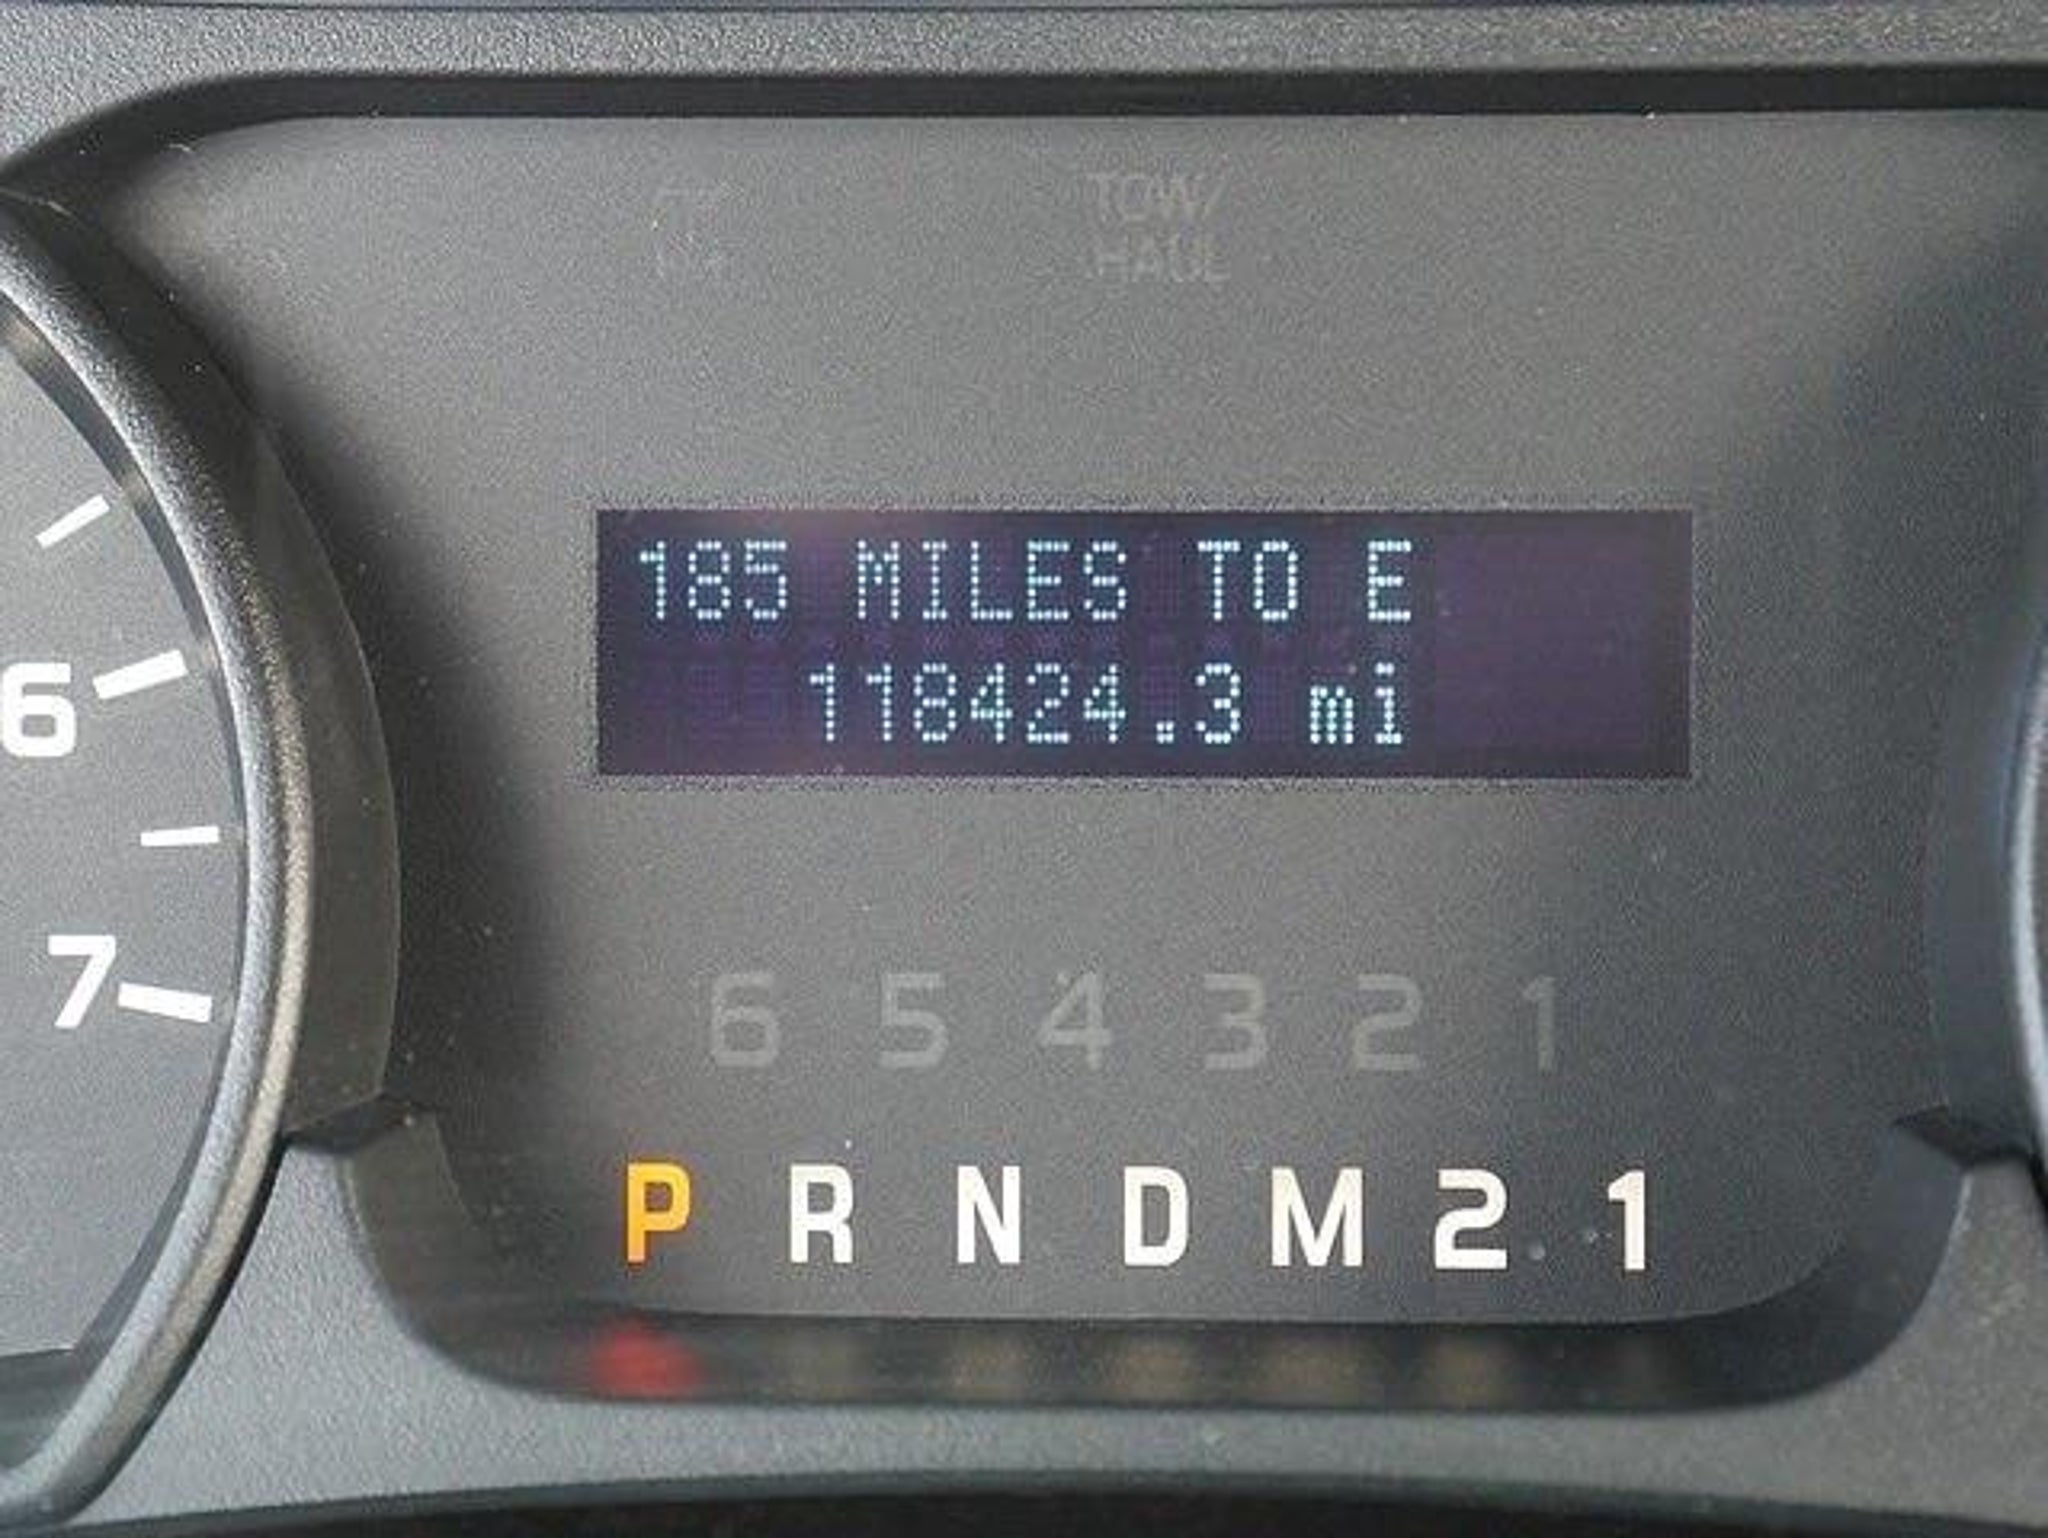 TOW/
HAUL
185 MILES TO E
118424.3 mi
6
7
6 5 4 3 2 1
P R N D M 2 1